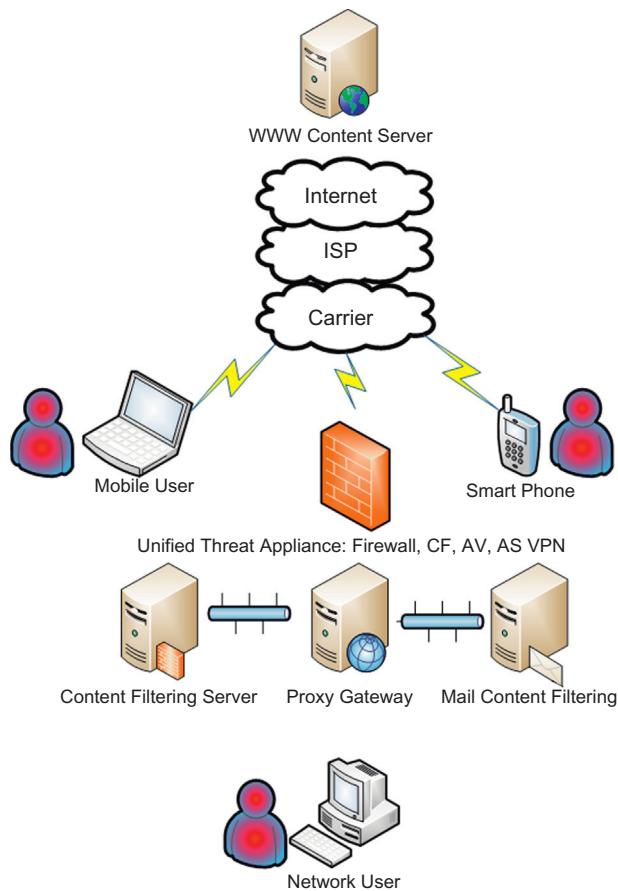 WWW Content Server
Internet
ISP
Carrier
Mobile User
Smart Phone
Unified Threat Appliance: Firewall, CF, AV, AS VPN
Content Filtering Server
Proxy Gateway
Mail Content Filtering
Network User